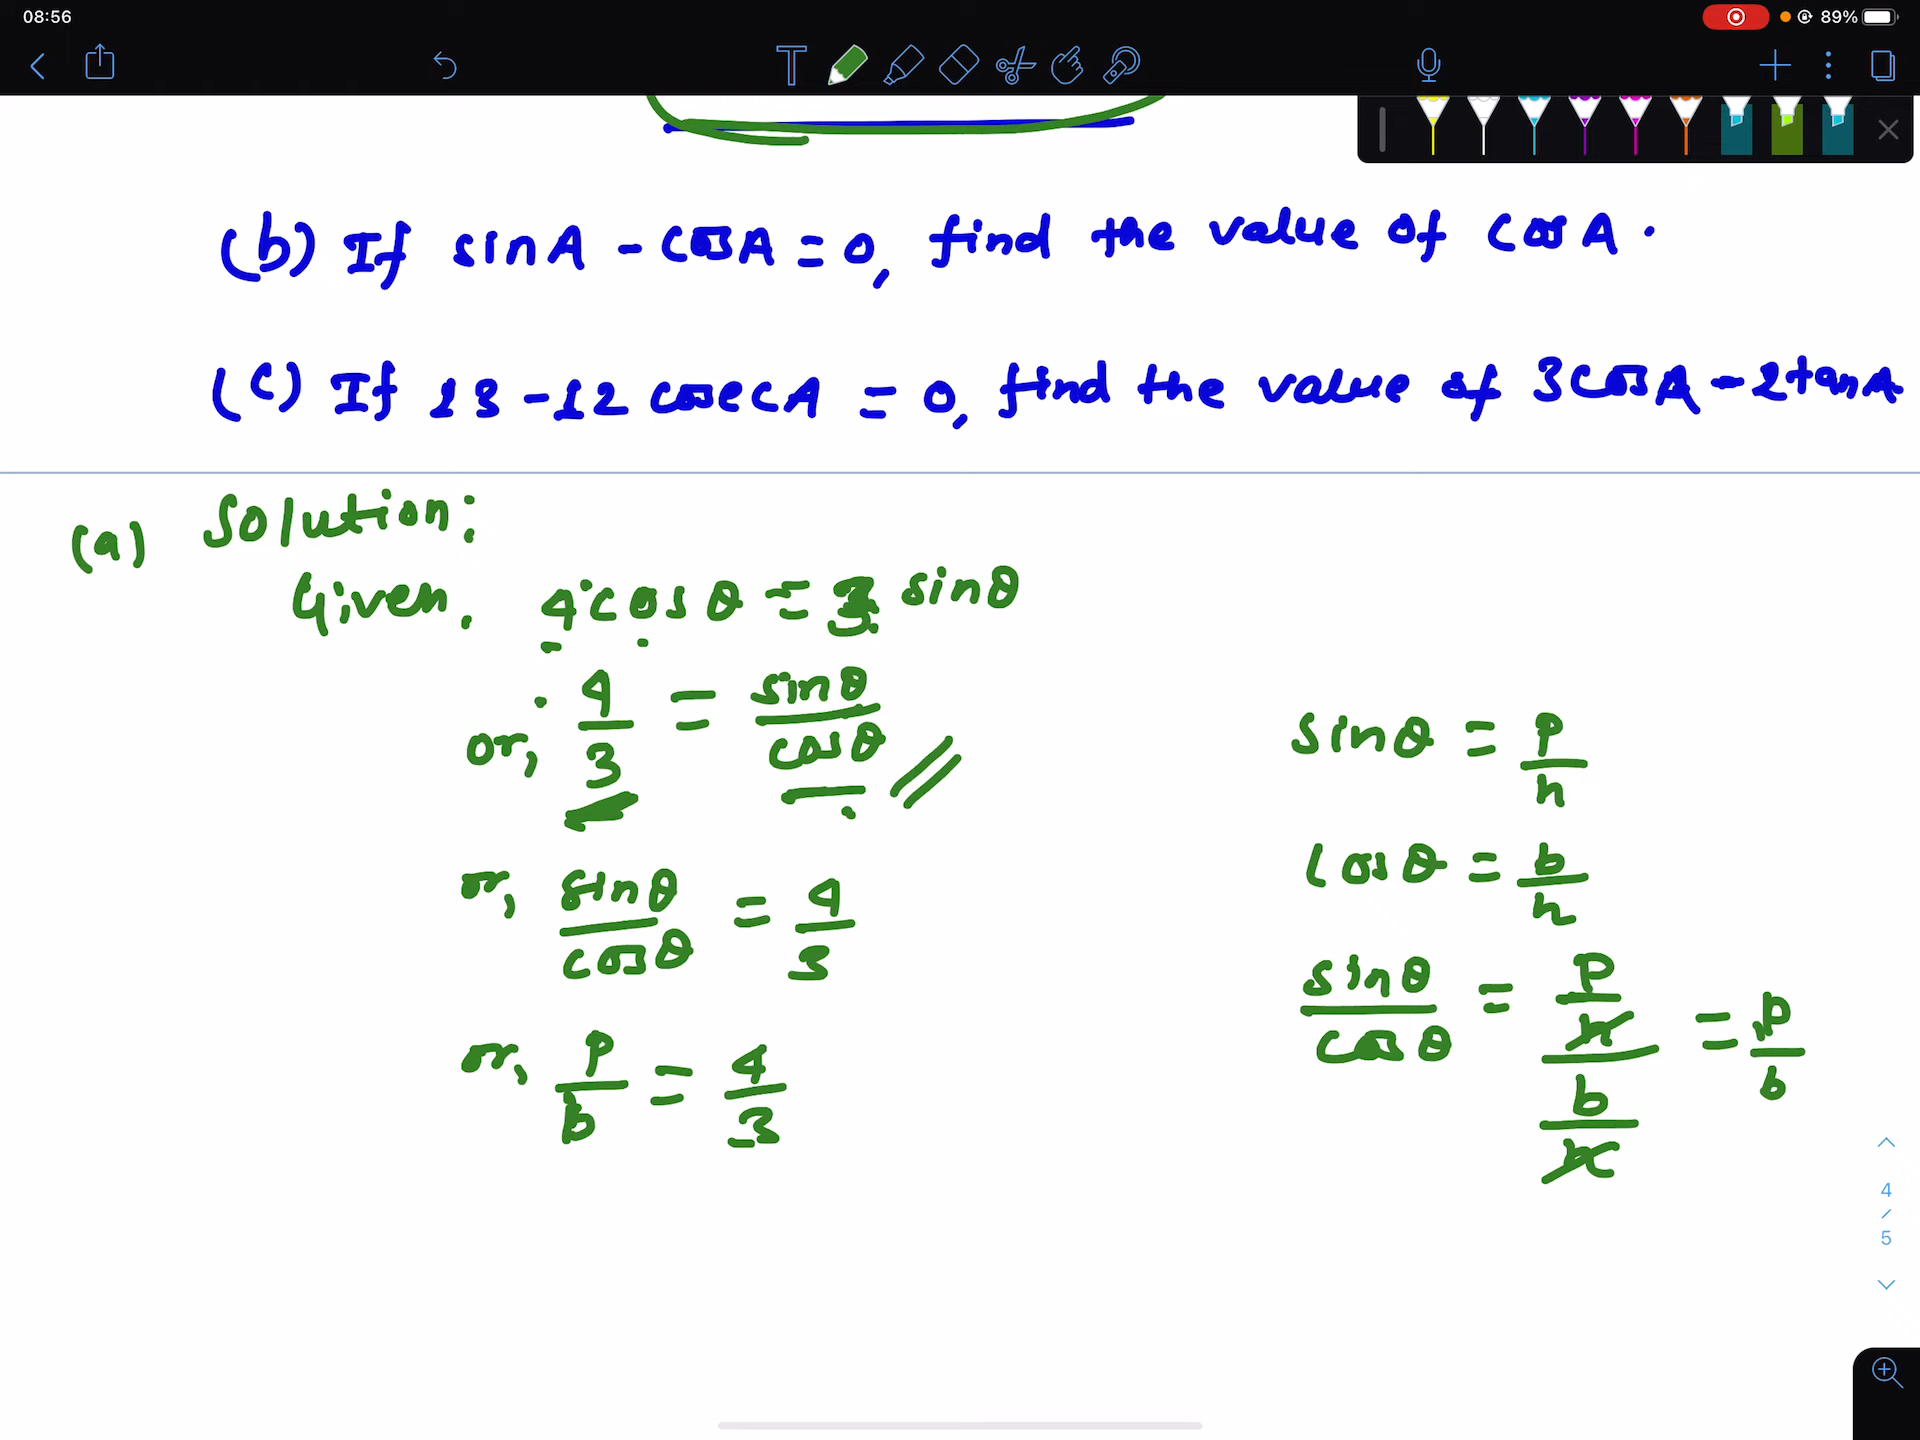 08:56
89%
(b) If sinA - cosA = 0, find the value of cosA.
(c) If 13 - 12 cosecA = 0, find the value of 3cosA - 2tanA
(a) Solution:
Given, 4cosθ = 3 sinθ
or, 4/3 = sinθ/cosθ
or, sinθ/cosθ = 4/3
or, p/b = 4/3
sinθ = p/h
cosθ = b/h
sinθ/cosθ = p/h / b/h = p/b
4
/
5